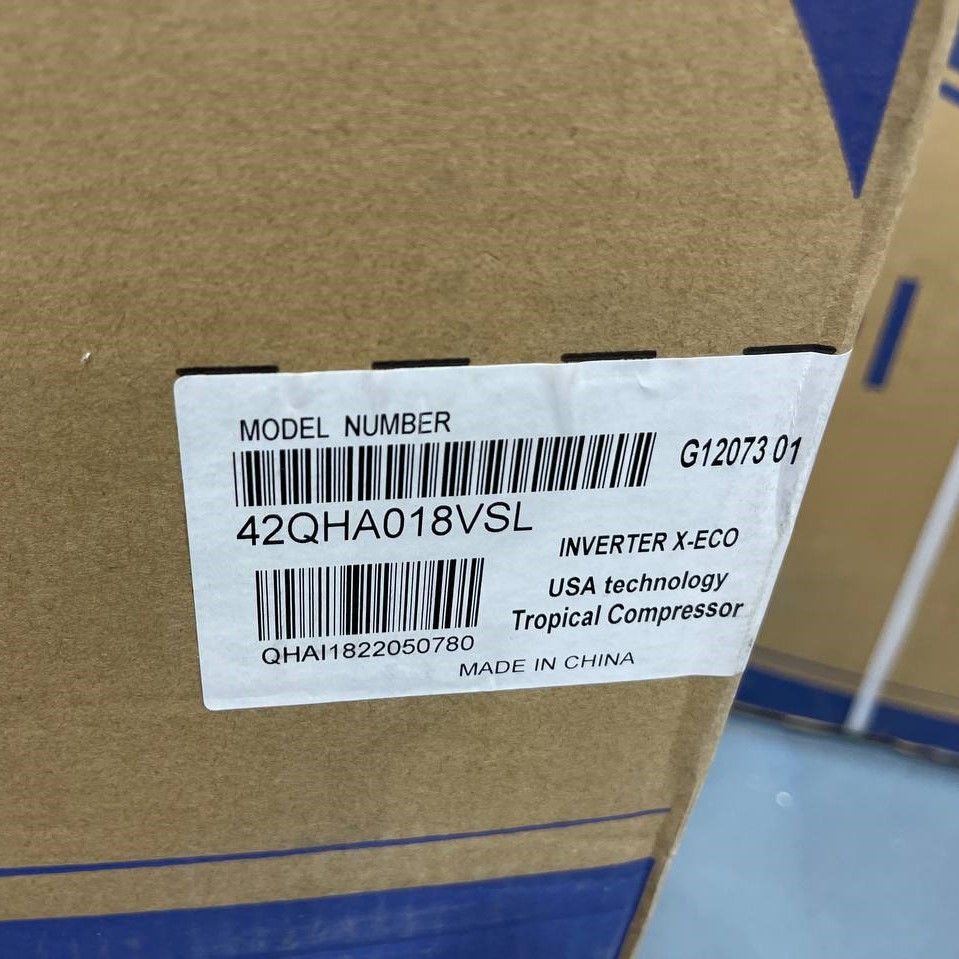 MODEL NUMBER
G12073 01
42QHA018VSL
INVERTER X-ECO
USA technology
Tropical Compressor
QHAI1822050780
MADE IN CHINA